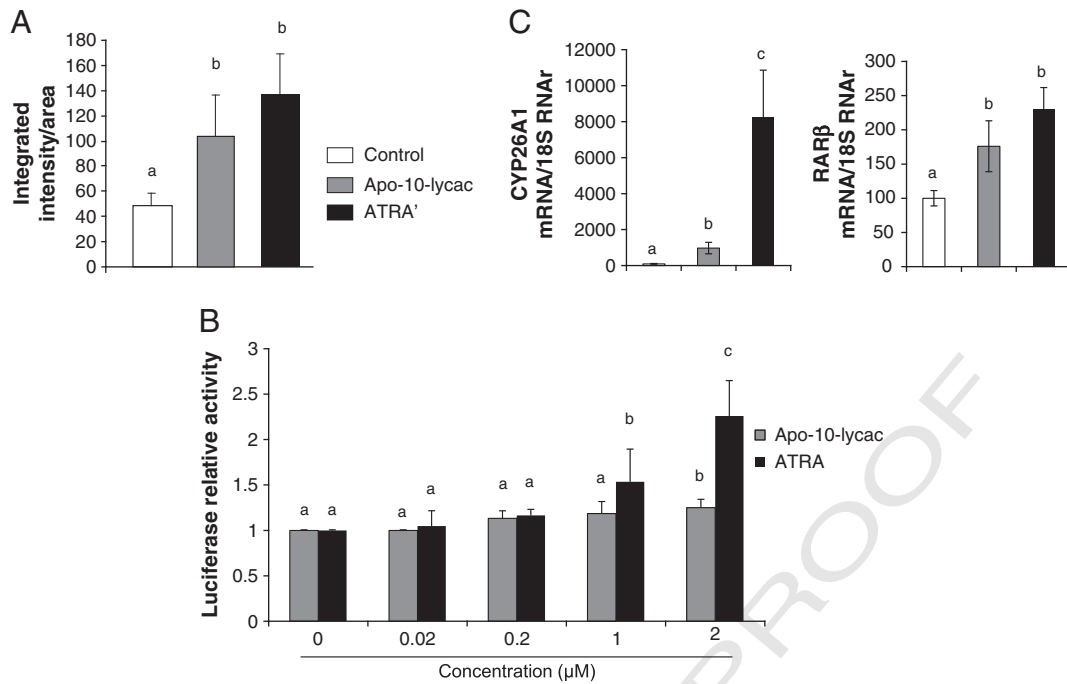 A
Integrated
intensity/area
180
160
140
120
100
80
60
40
20
0
a
b
b
Control
Apo-10-lycac
ATRA'
C
CYP26A1
mRNA/18S RNAr
12000
10000
8000
6000
4000
2000
0
a
b
c
RARβ
mRNA/18S RNAr
300
250
200
150
100
50
0
a
b
b
B
Luciferase relative activity
3
2.5
2
1.5
1
0.5
0
a a
a a
a a
a b
b c
Apo-10-lycac
ATRA
0 0.02 0.2 1 2
Concentration (µM)
PROOF